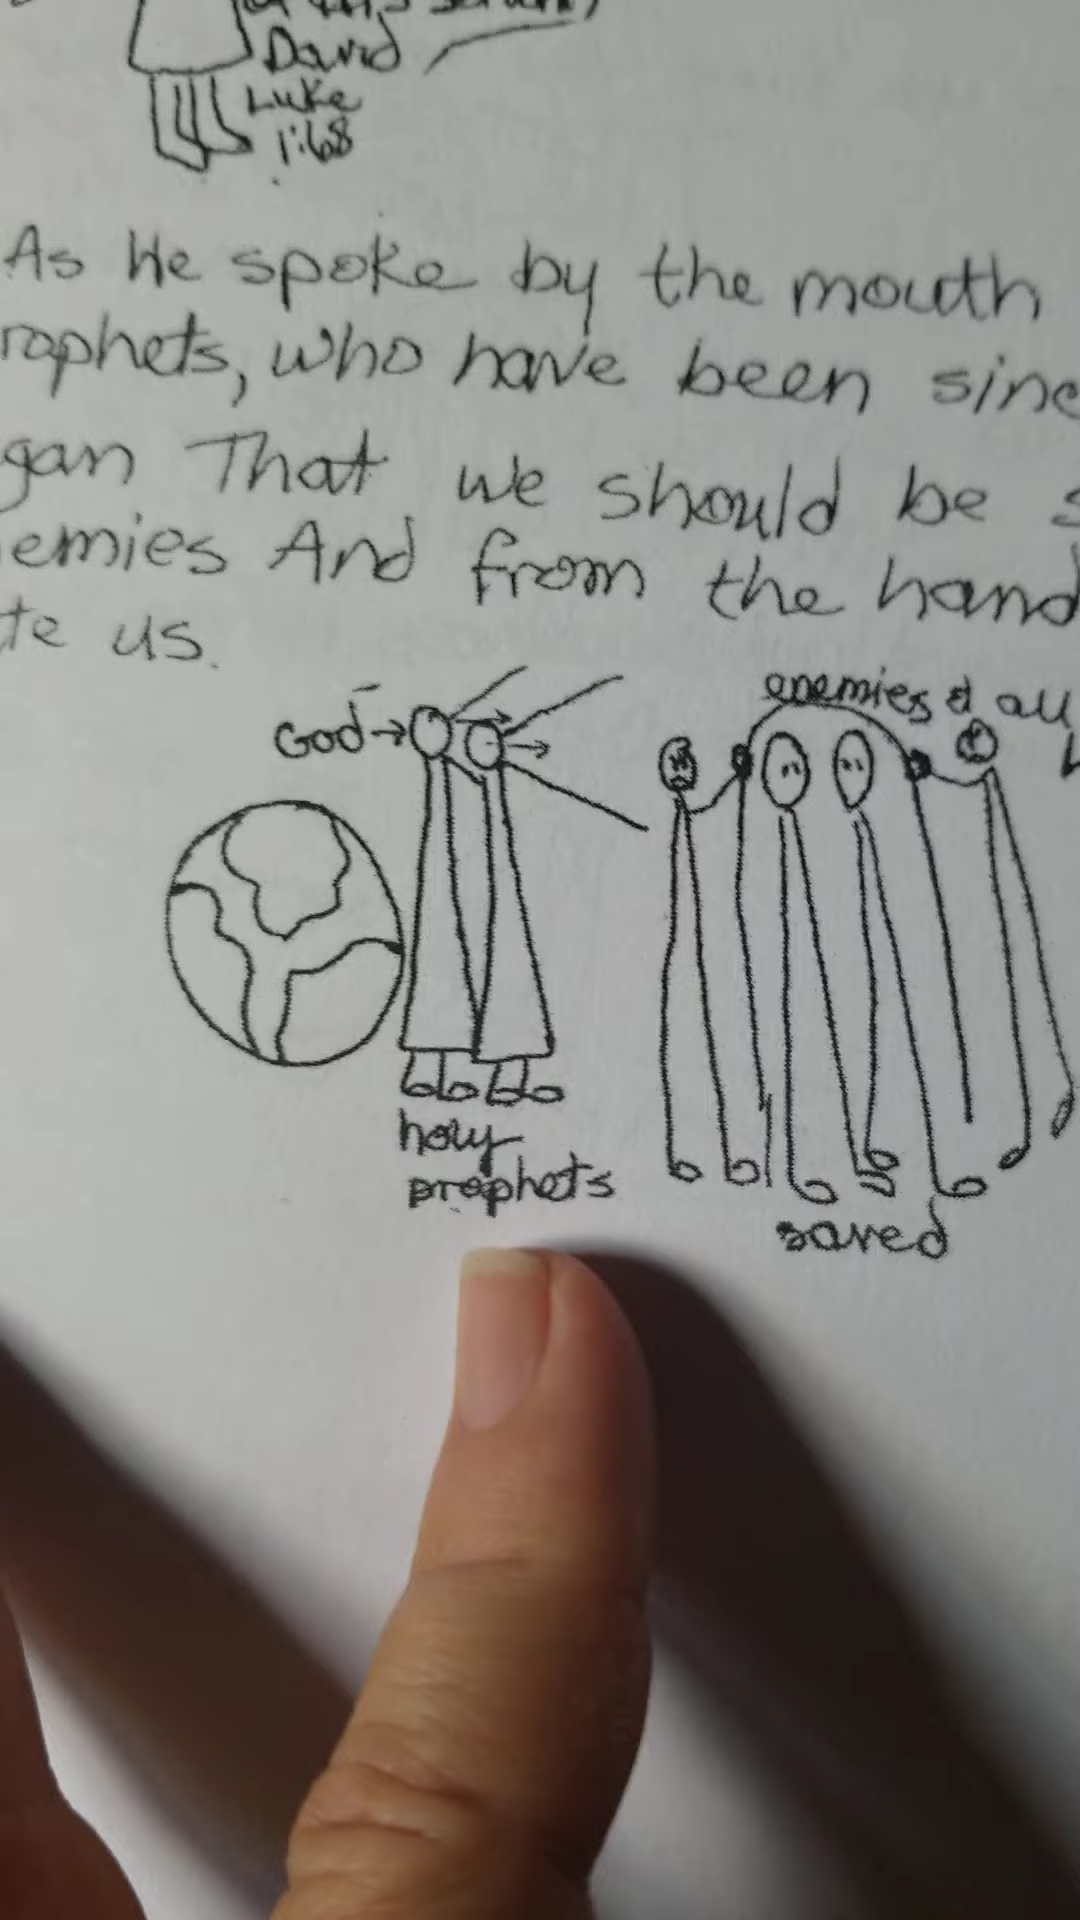 David
Luke
1:68
As He spoke by the mouth
rophets, who have been sinc
gan That we should be s
emies And from the hand
te us.
God→
enemies & all
holy
prophets
saved